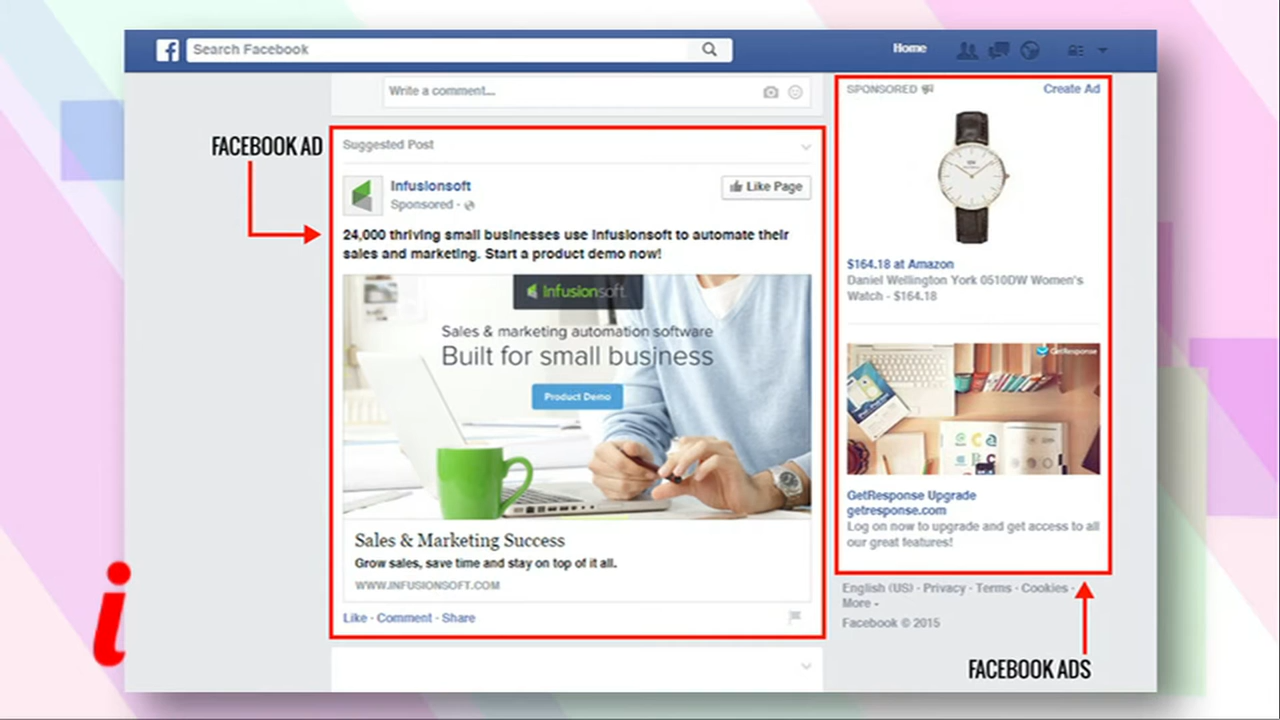 Search Facebook
Home
Write a comment...
SPONSORED
Create Ad
FACEBOOK AD
Suggested Post
Infusionsoft
Sponsored ·
Like Page
24,000 thriving small businesses use Infusionsoft to automate their
sales and marketing. Start a product demo now!
Infusionsoft
Sales & marketing automation software
Built for small business
Product Demo
Sales & Marketing Success
Grow sales, save time and stay on top of it all.
WWW.INFUSIONSOFT.COM
Like · Comment · Share
$164.18 at Amazon
Daniel Wellington York 0510DW Women's
Watch - $164.18
GetResponse
GetResponse Upgrade
getresponse.com
Log on now to upgrade and get access to all
our great features!
English (US) · Privacy · Terms · Cookies ·
More
Facebook © 2015
FACEBOOK ADS
i